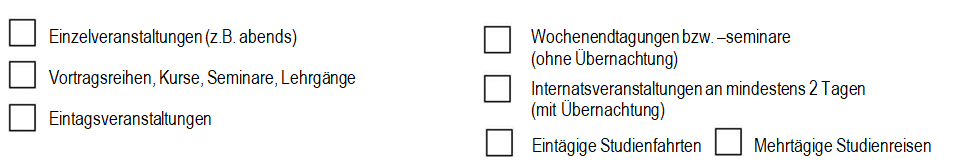 Einzelveranstaltungen (z.B. abends)
Vortragsreihen, Kurse, Seminare, Lehrgänge
Eintagsveranstaltungen
Wochenendtagungen bzw. –seminare
(ohne Übernachtung)
Internatsveranstaltungen an mindestens 2 Tagen
(mit Übernachtung)
Eintägige Studienfahrten Mehrtägige Studienreisen